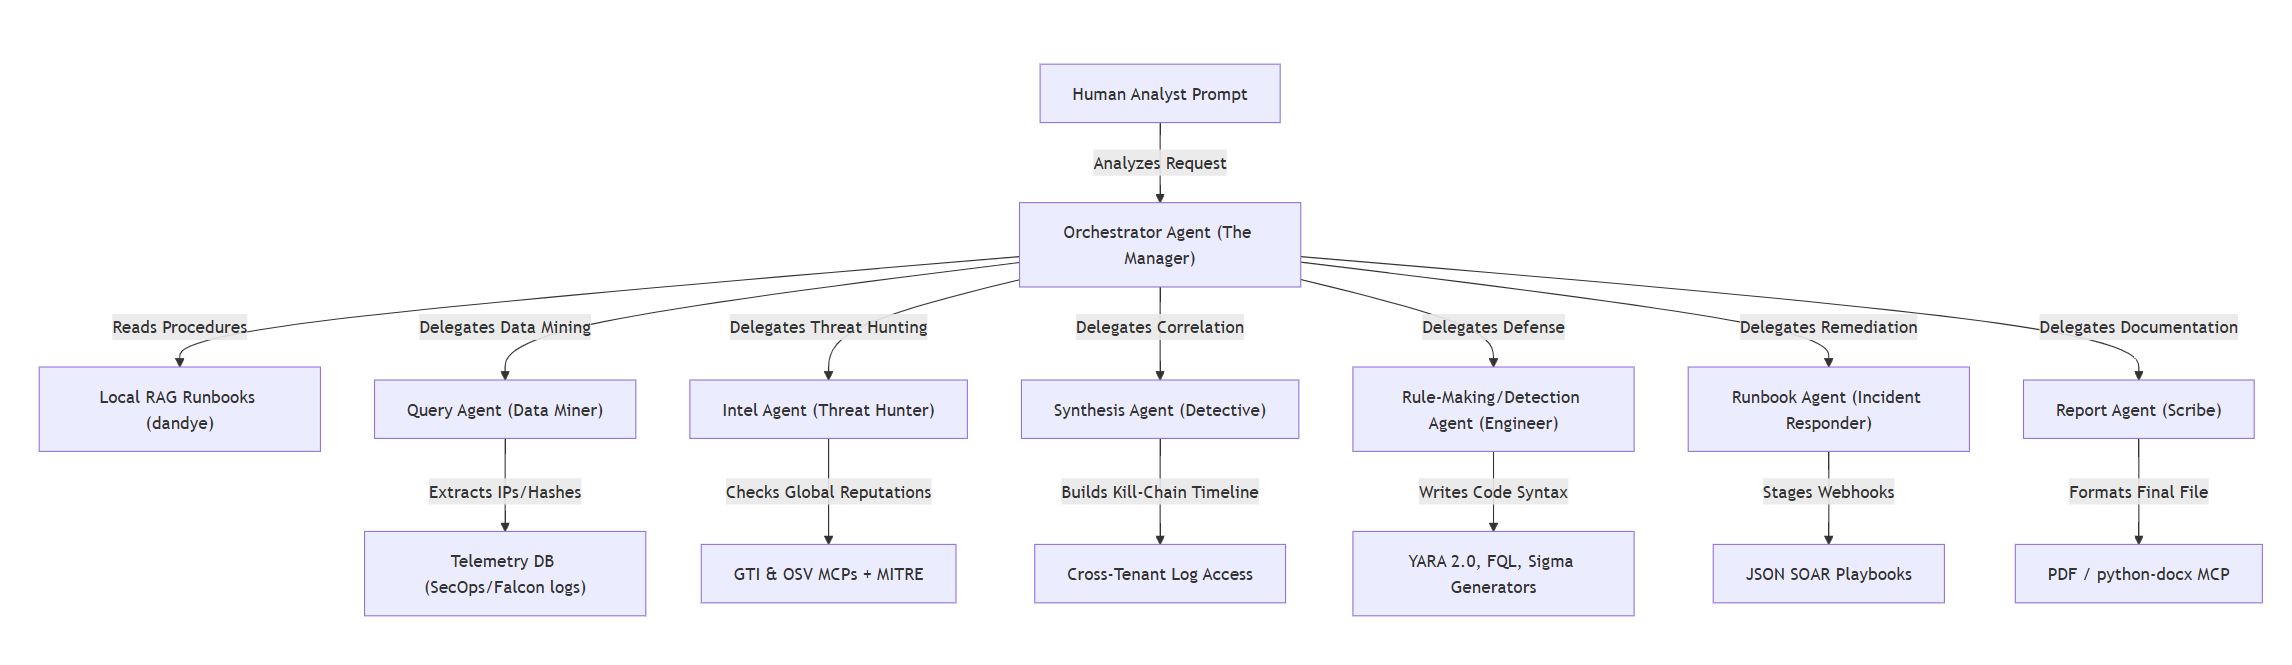 Human Analyst Prompt
Analyzes Request
Orchestrator Agent (The
Manager)
Reads Procedures
Delegates Data Mining
Delegates Threat Hunting
Delegates Correlation
Delegates Defense
Delegates Remediation
Delegates Documentation
Local RAG Runbooks
(dandye)
Query Agent (Data Miner)
Intel Agent (Threat Hunter)
Synthesis Agent (Detective)
Rule-Making/Detection
Agent (Engineer)
Runbook Agent (Incident
Responder)
Report Agent (Scribe)
Extracts IPs/Hashes
Checks Global Reputations
Builds Kill-Chain Timeline
Writes Code Syntax
Stages Webhooks
Formats Final File
Telemetry DB
(SecOps/Falcon logs)
GTI & OSV MCPs + MITRE
Cross-Tenant Log Access
YARA 2.0, FQL, Sigma
Generators
JSON SOAR Playbooks
PDF / python-docx MCP